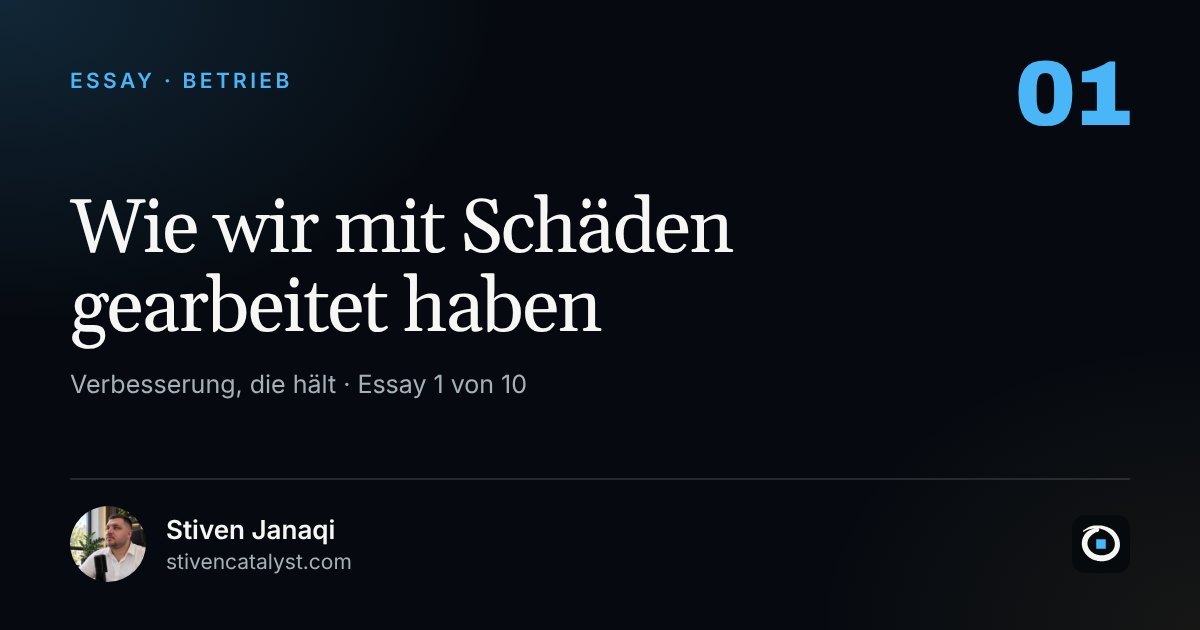 ESSAY · BETRIEB
01
Wie wir mit Schäden
gearbeitet haben
Verbesserung, die hält · Essay 1 von 10
Stiven Janaqi
stivencatalyst.com